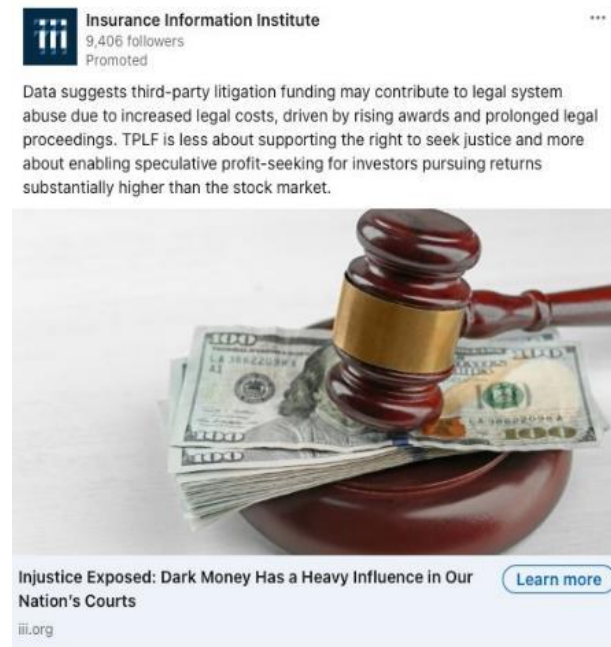 iii
Insurance Information Institute
9,406 followers
Promoted
Data suggests third-party litigation funding may contribute to legal system
abuse due to increased legal costs, driven by rising awards and prolonged legal
proceedings. TPLF is less about supporting the right to seek justice and more
about enabling speculative profit-seeking for investors pursuing returns
substantially higher than the stock market.
100
100
100
100
Injustice Exposed: Dark Money Has a Heavy Influence in Our
Nation's Courts
Learn more
iii.org